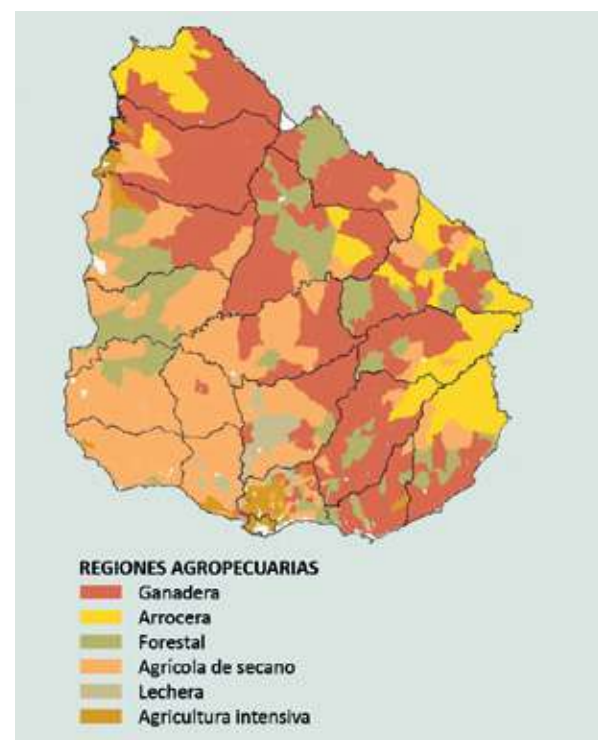 REGIONES AGROPECUARIAS
Ganadera
Arrocera
Forestal
Agrícola de secano
Lechera
Agricultura intensiva